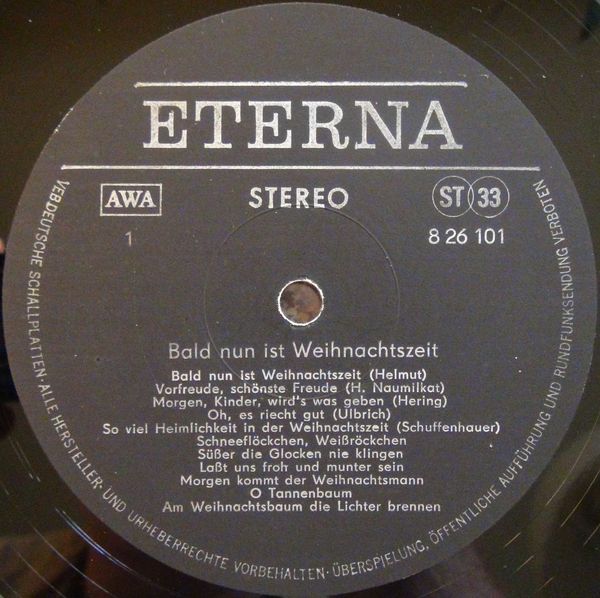 ETERNA
AWA
STEREO
ST 33
1
8 26 101
Bald nun ist Weihnachtszeit
Bald nun ist Weihnachtszeit (Helmut)
Vorfreude, schönste Freude (H. Naumilkat)
Morgen, Kinder, wird's was geben (Hering)
Oh, es riecht gut (Ulbrich)
So viel Heimlichkeit in der Weihnachtszeit (Schuffenhauer)
Schneeflöckchen, Weißröckchen
Süßer die Glocken nie klingen
Laßt uns froh und munter sein
Morgen kommt der Weihnachtsmann
O Tannenbaum
Am Weihnachtsbaum die Lichter brennen
VEB DEUTSCHE SCHALLPLATTEN · ALLE HERSTELLER- UND URHEBERRECHTE VORBEHALTEN · ÜBERSPIELUNG, ÖFFENTLICHE AUFFÜHRUNG UND RUNDFUNKSENDUNG VERBOTEN